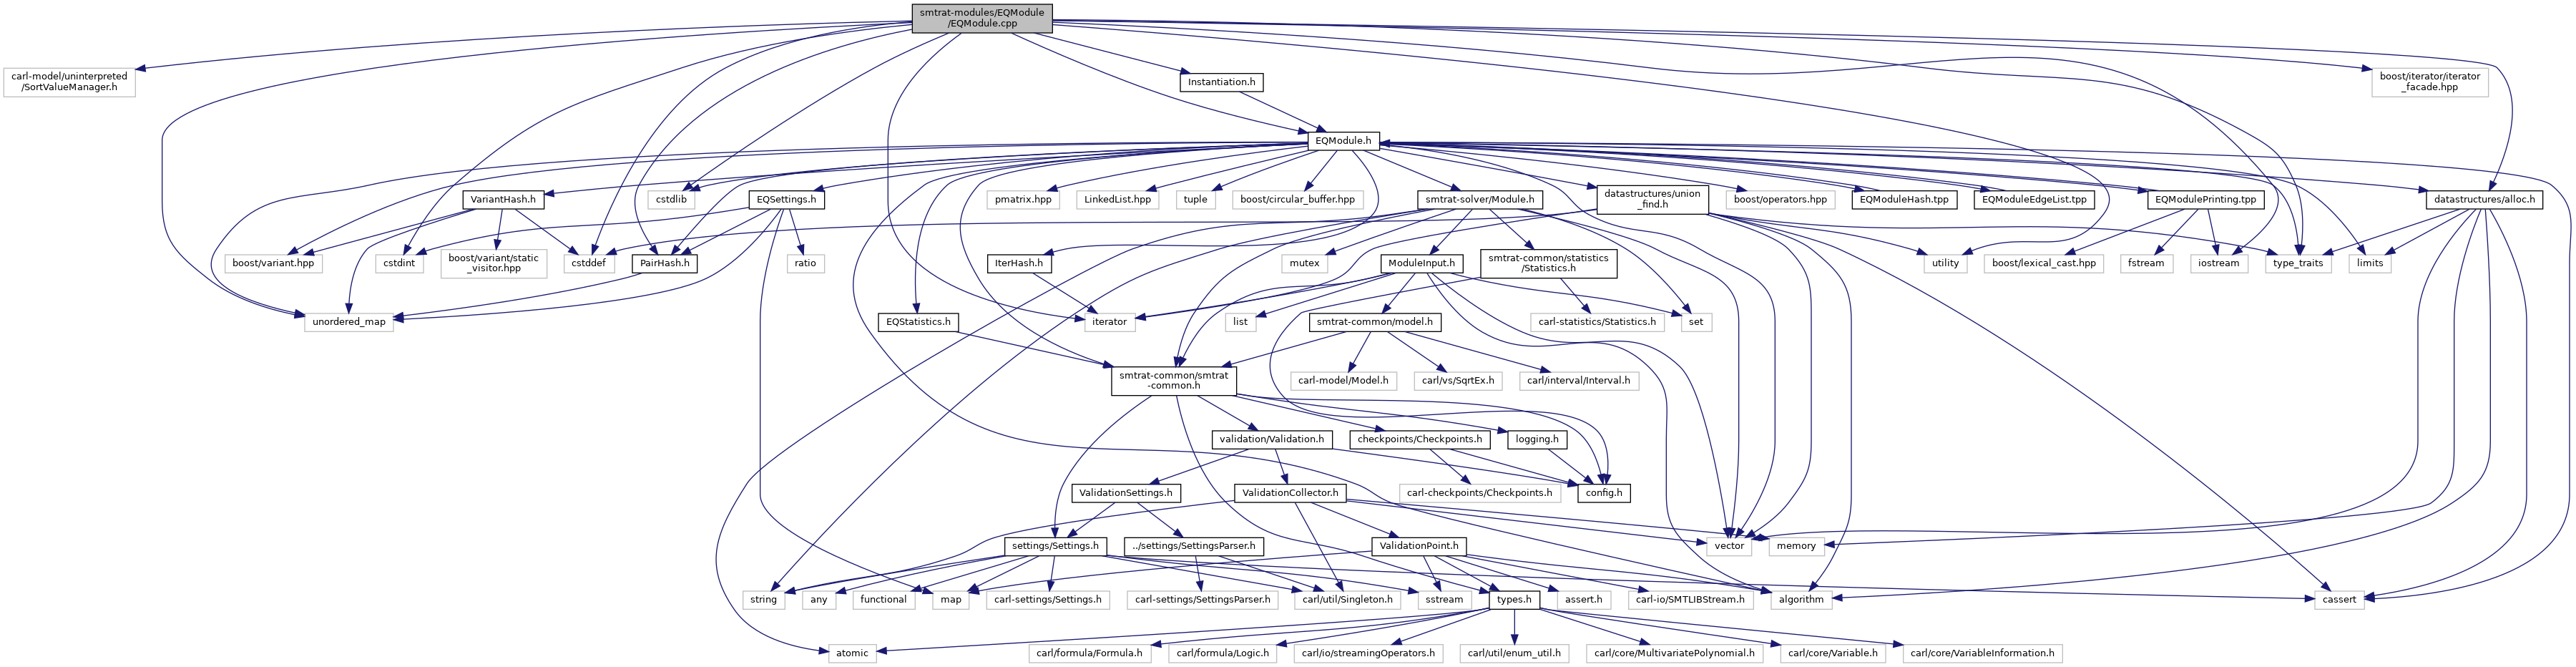 smtrat-modules/EQModule
/EQModule.cpp
carl-model/uninterpreted
/SortValueManager.h
Instantiation.h
boost/iterator/iterator
_facade.hpp
EQModule.h
VariantHash.h
cstdlib
EQSettings.h
pmatrix.hpp
LinkedList.hpp
tuple
boost/circular_buffer.hpp
smtrat-solver/Module.h
datastructures/union
_find.h
boost/operators.hpp
EQModuleHash.tpp
EQModuleEdgeList.tpp
EQModulePrinting.tpp
datastructures/alloc.h
boost/variant.hpp
cstdint
boost/variant/static
_visitor.hpp
cstddef
PairHash.h
ratio
IterHash.h
mutex
ModuleInput.h
smtrat-common/statistics
/Statistics.h
utility
boost/lexical_cast.hpp
fstream
iostream
type_traits
limits
unordered_map
EQStatistics.h
iterator
list
smtrat-common/model.h
carl-statistics/Statistics.h
set
smtrat-common/smtrat
-common.h
carl-model/Model.h
carl/vs/SqrtEx.h
carl/interval/Interval.h
validation/Validation.h
checkpoints/Checkpoints.h
logging.h
ValidationSettings.h
ValidationCollector.h
carl-checkpoints/Checkpoints.h
config.h
settings/Settings.h
../settings/SettingsParser.h
ValidationPoint.h
vector
memory
string
any
functional
map
carl-settings/Settings.h
carl-settings/SettingsParser.h
carl/util/Singleton.h
sstream
types.h
assert.h
carl-io/SMTLIBStream.h
algorithm
cassert
atomic
carl/formula/Formula.h
carl/formula/Logic.h
carl/io/streamingOperators.h
carl/util/enum_util.h
carl/core/MultivariatePolynomial.h
carl/core/Variable.h
carl/core/VariableInformation.h